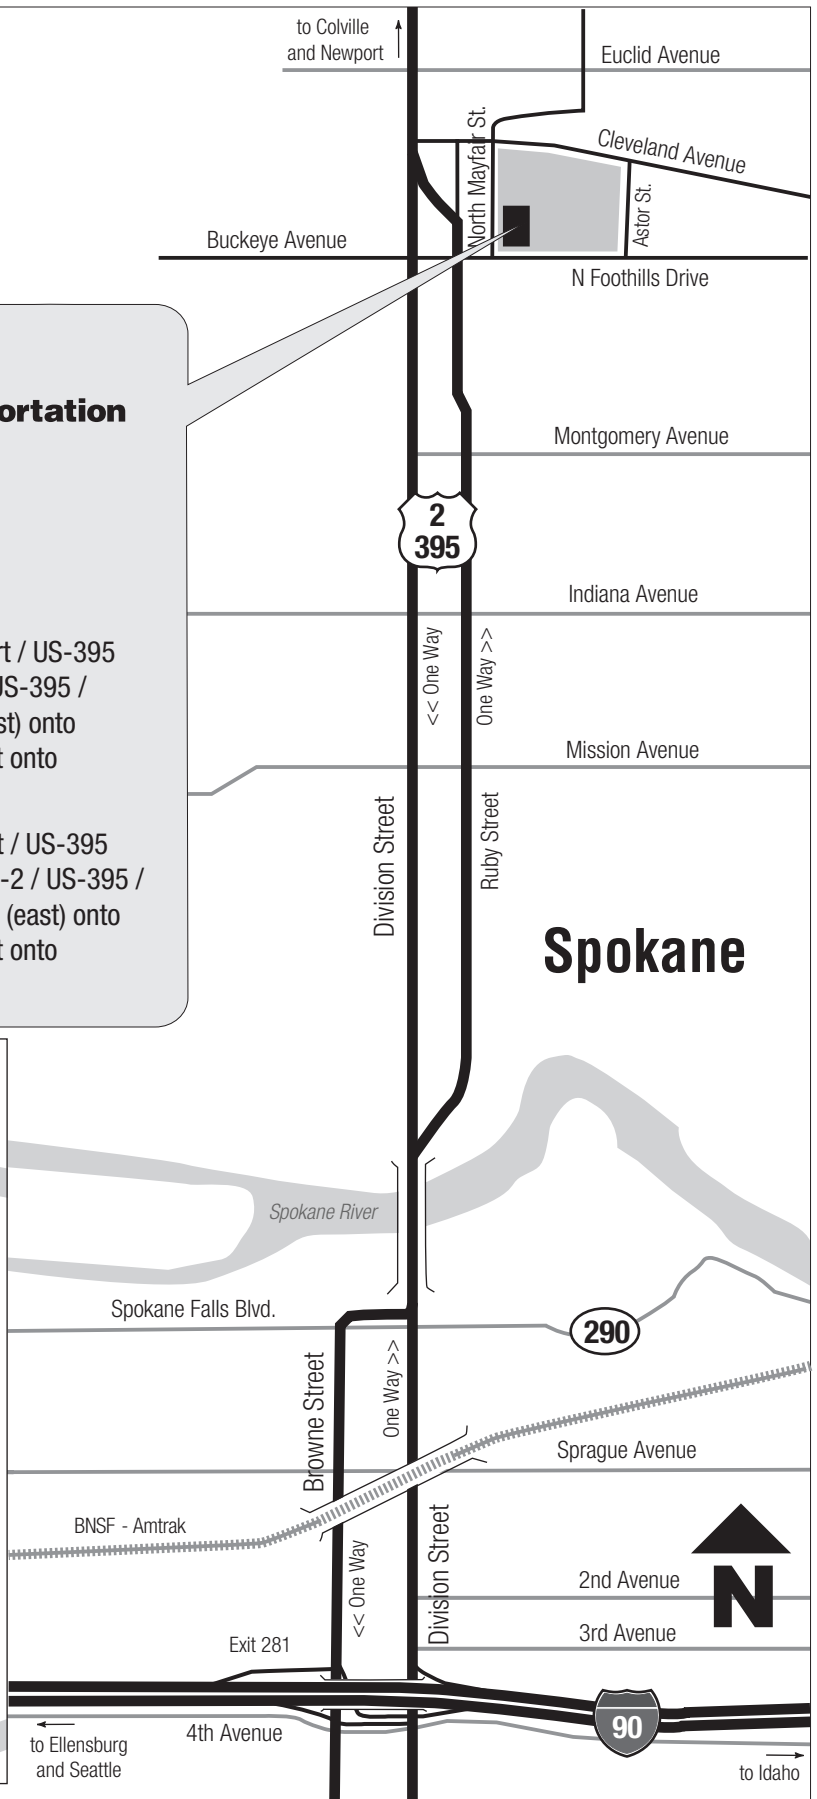 to Colville
and Newport
Euclid Avenue
North Mayfair St.
Cleveland Avenue
Astor St.
Buckeye Avenue
N Foothills Drive
ortation
Montgomery Avenue
2
395
Indiana Avenue
<< One Way
One Way >>
rt / US-395
US-395 /
st) onto
t onto
Mission Avenue
Division Street
Ruby Street
t / US-395
-2 / US-395 /
(east) onto
t onto
Spokane
Spokane River
Spokane Falls Blvd.
290
One Way >>
Browne Street
Sprague Avenue
BNSF - Amtrak
<< One Way
Division Street
2nd Avenue
N
3rd Avenue
Exit 281
4th Avenue
90
to Ellensburg
and Seattle
to Idaho